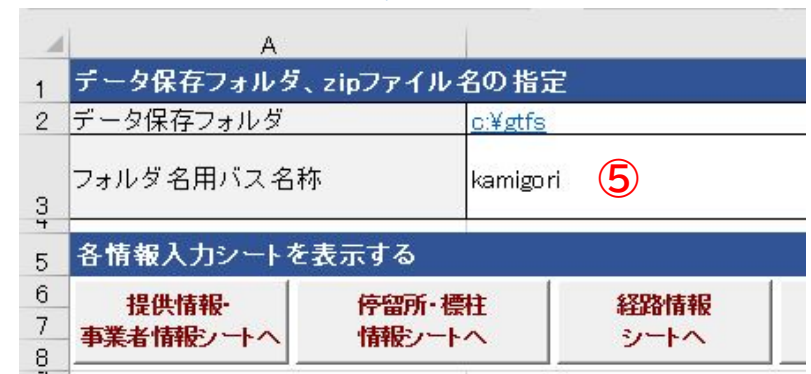 A
1 データ保存フォルダ、zipファイル名の指定
2 データ保存フォルダ c:¥gtfs
3 フォルダ名用バス名称 kamigori ⑤
4
5 各情報入力シートを表示する
6 提供情報・ 停留所・標柱 経路情報
7 事業者情報シートへ 情報シートへ シートへ
8